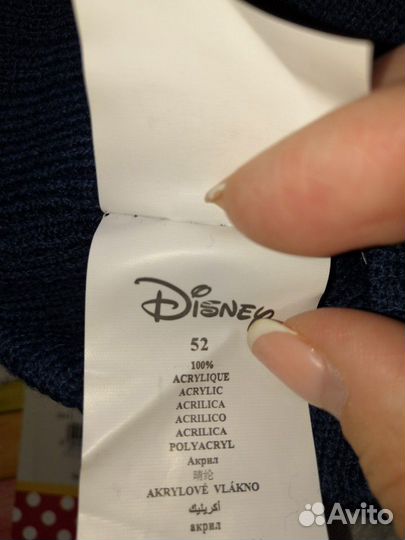 Disney
52
100%
ACRYLIQUE
ACRYLIC
ACRILICA
ACRILICO
ACRILICA
POLYACRYL
Акрил
腈纶
AKRYLOVÉ VLÁKNO
أكريليك
акрил
Avito